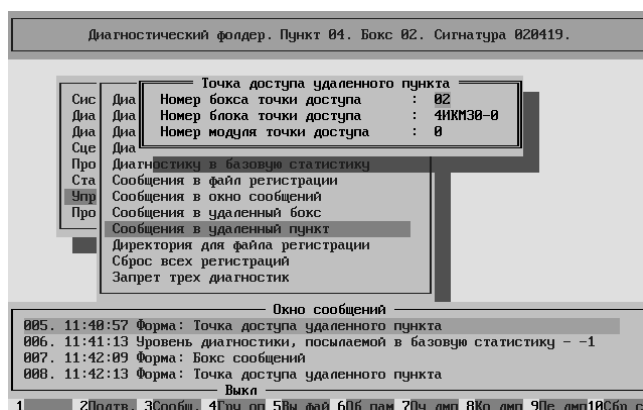 Диагностический фолдер. Пункт 04. Бокс 02. Сигнатура 020419.
Точка доступа удаленного пункта
Сис Диа Номер бокса точки доступа : 02
Диа Диа Номер блока точки доступа : 4ИКМ30-0
Диа Диа Номер модуля точки доступа : 0
Сце Диа
Про Диагностику в базовую статистику
Ста Сообщения в файл регистрации
Упр Сообщения в окно сообщений
Про Сообщения в удаленный бокс
Сообщения в удаленный пункт
Директория для файла регистрации
Сброс всех регистраций
Запрет трех диагностик
Окно сообщений
005. 11:40:57 Форма: Точка доступа удаленного пункта
006. 11:41:13 Уровень диагностики, посылаемой в базовую статистику - -1
007. 11:42:09 Форма: Бокс сообщений
008. 11:42:13 Форма: Точка доступа удаленного пункта
Выкл
1 2Подтв. 3Сообщ. 4Гру оп 5Вы фай 6Об пам 7Пу дмп 8Ко дмп 9Пе дмп 10Сбр с